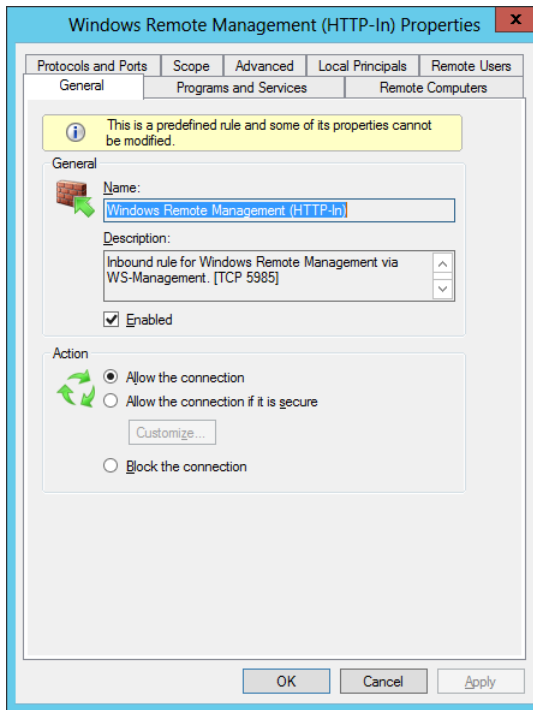 Windows Remote Management (HTTP-In) Properties
x
Protocols and Ports Scope Advanced Local Principals Remote Users
General Programs and Services Remote Computers
This is a predefined rule and some of its properties cannot
be modified.
General
Name:
Windows Remote Management (HTTP-In)
Description:
Inbound rule for Windows Remote Management via
WS-Management. [TCP 5985]
Enabled
Action
Allow the connection
Allow the connection if it is secure
Customize...
Block the connection
OK Cancel Apply